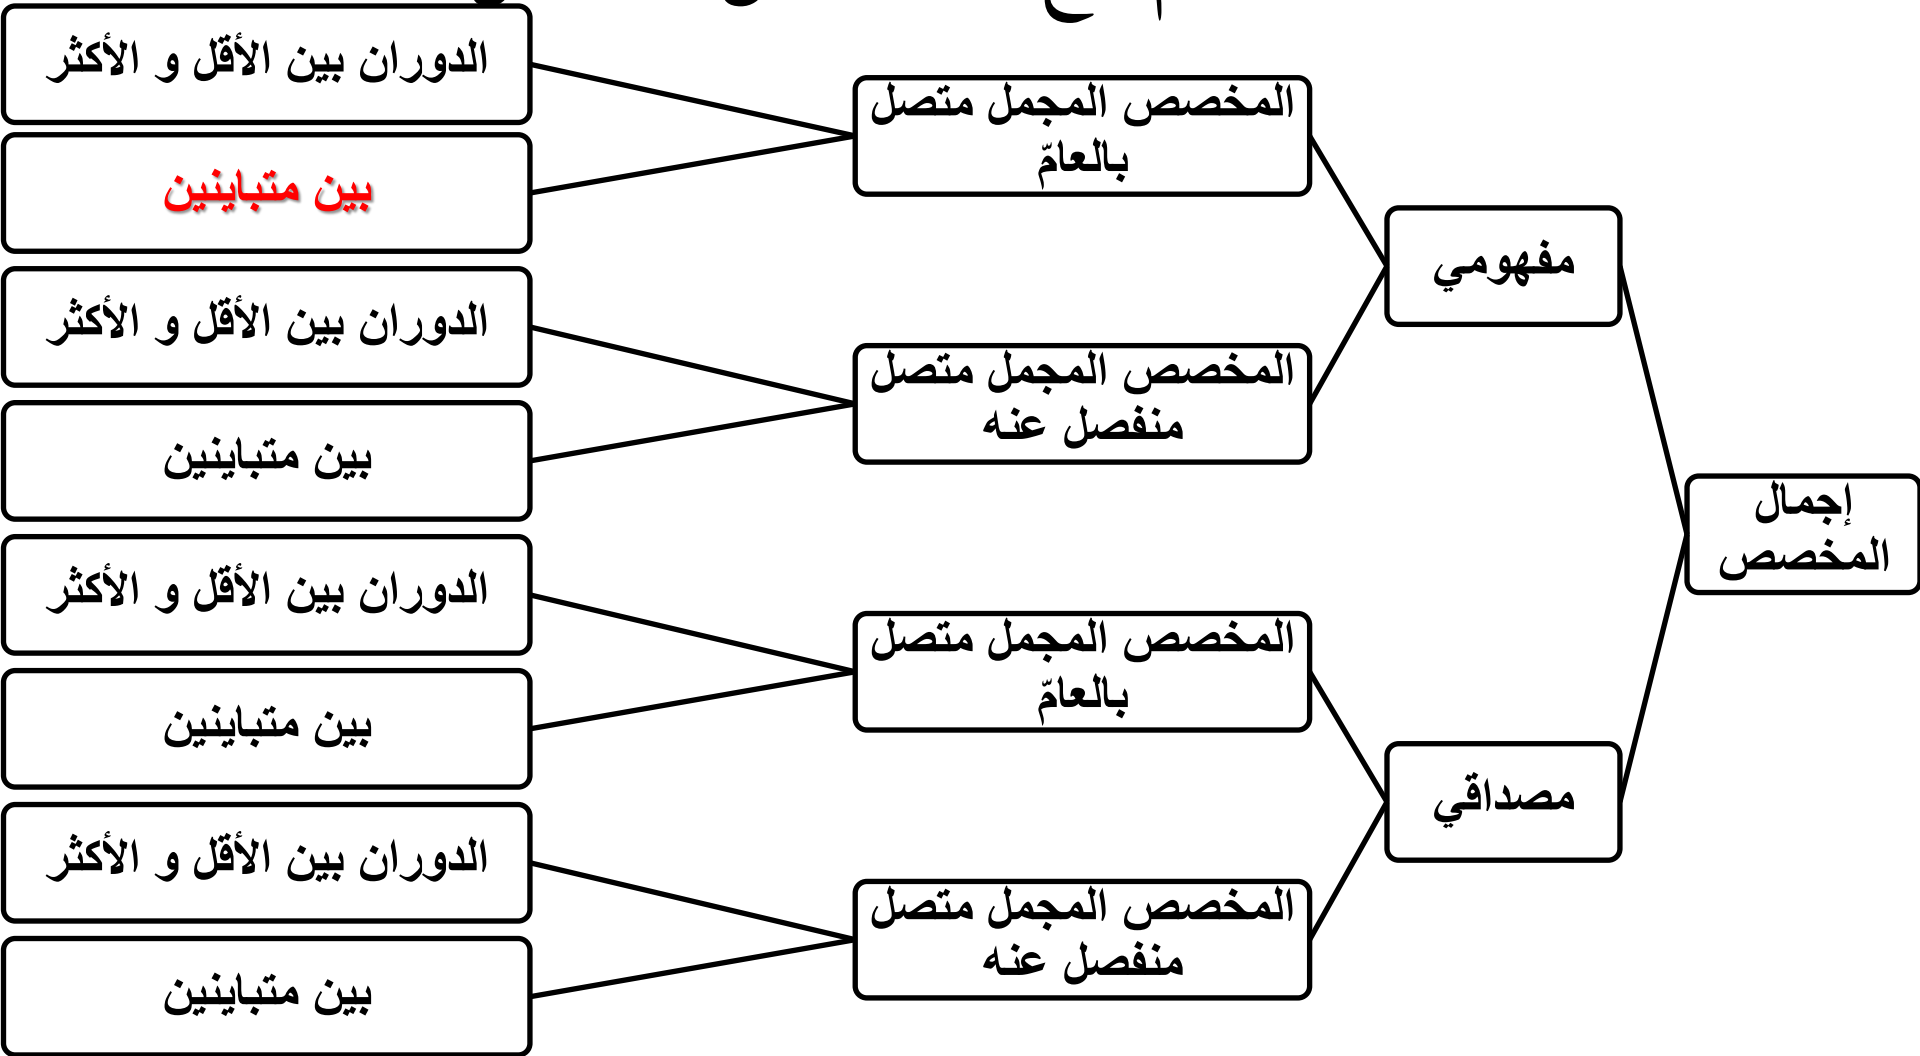 إجمال
المخصص
مفهومي
المخصص المجمل متصل
بالعامّ
الدوران بين الأقل و الأكثر
بين متباينين
المخصص المجمل متصل
منفصل عنه
الدوران بين الأقل و الأكثر
بين متباينين
مصداقي
المخصص المجمل متصل
بالعامّ
الدوران بين الأقل و الأكثر
بين متباينين
المخصص المجمل متصل
منفصل عنه
الدوران بين الأقل و الأكثر
بين متباينين